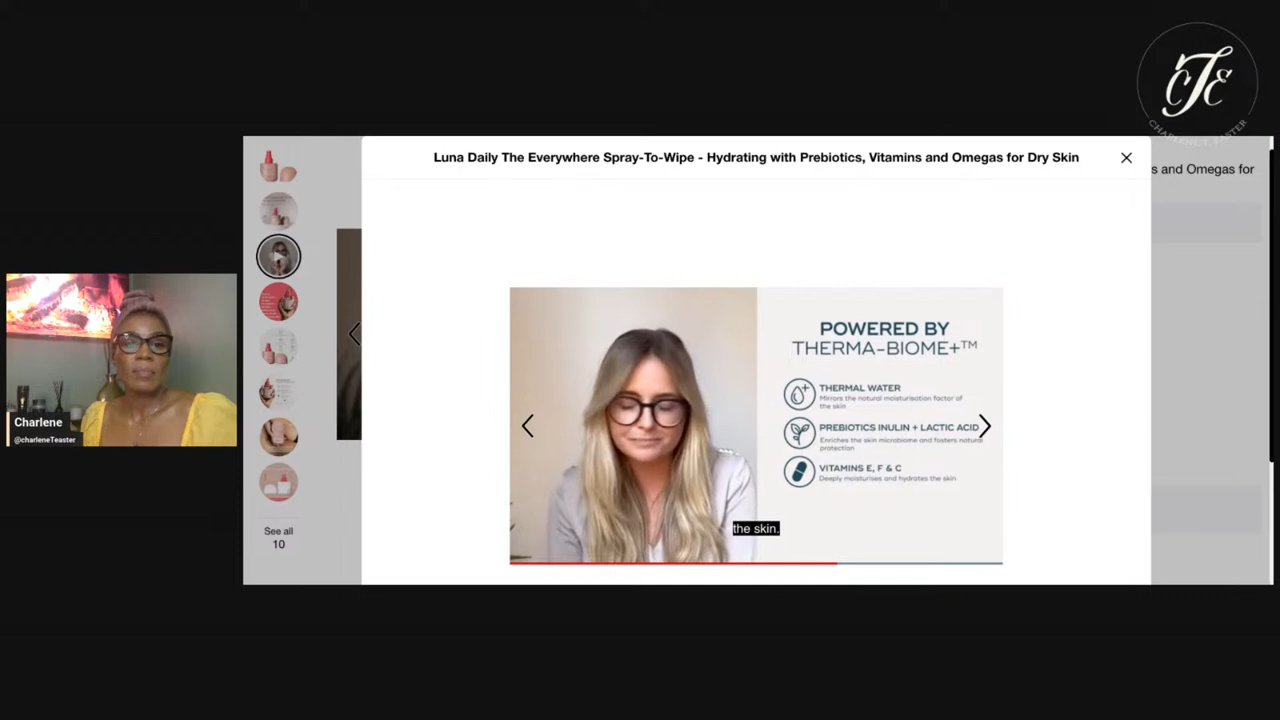 CTE
CHARLENE T. EASTER
Luna Daily The Everywhere Spray-To-Wipe - Hydrating with Prebiotics, Vitamins and Omegas for Dry Skin
s and Omegas for
POWERED BY
THERMA-BIOME+™
THERMAL WATER
Mirrors the natural moisturisation factor of
the skin
PREBIOTICS INULIN + LACTIC ACID
Enriches the skin microbiome and fosters natural
protection
VITAMINS E, F & C
Deeply moisturises and hydrates the skin
the skin.
Charlene
@charleneTeaster
See all
10